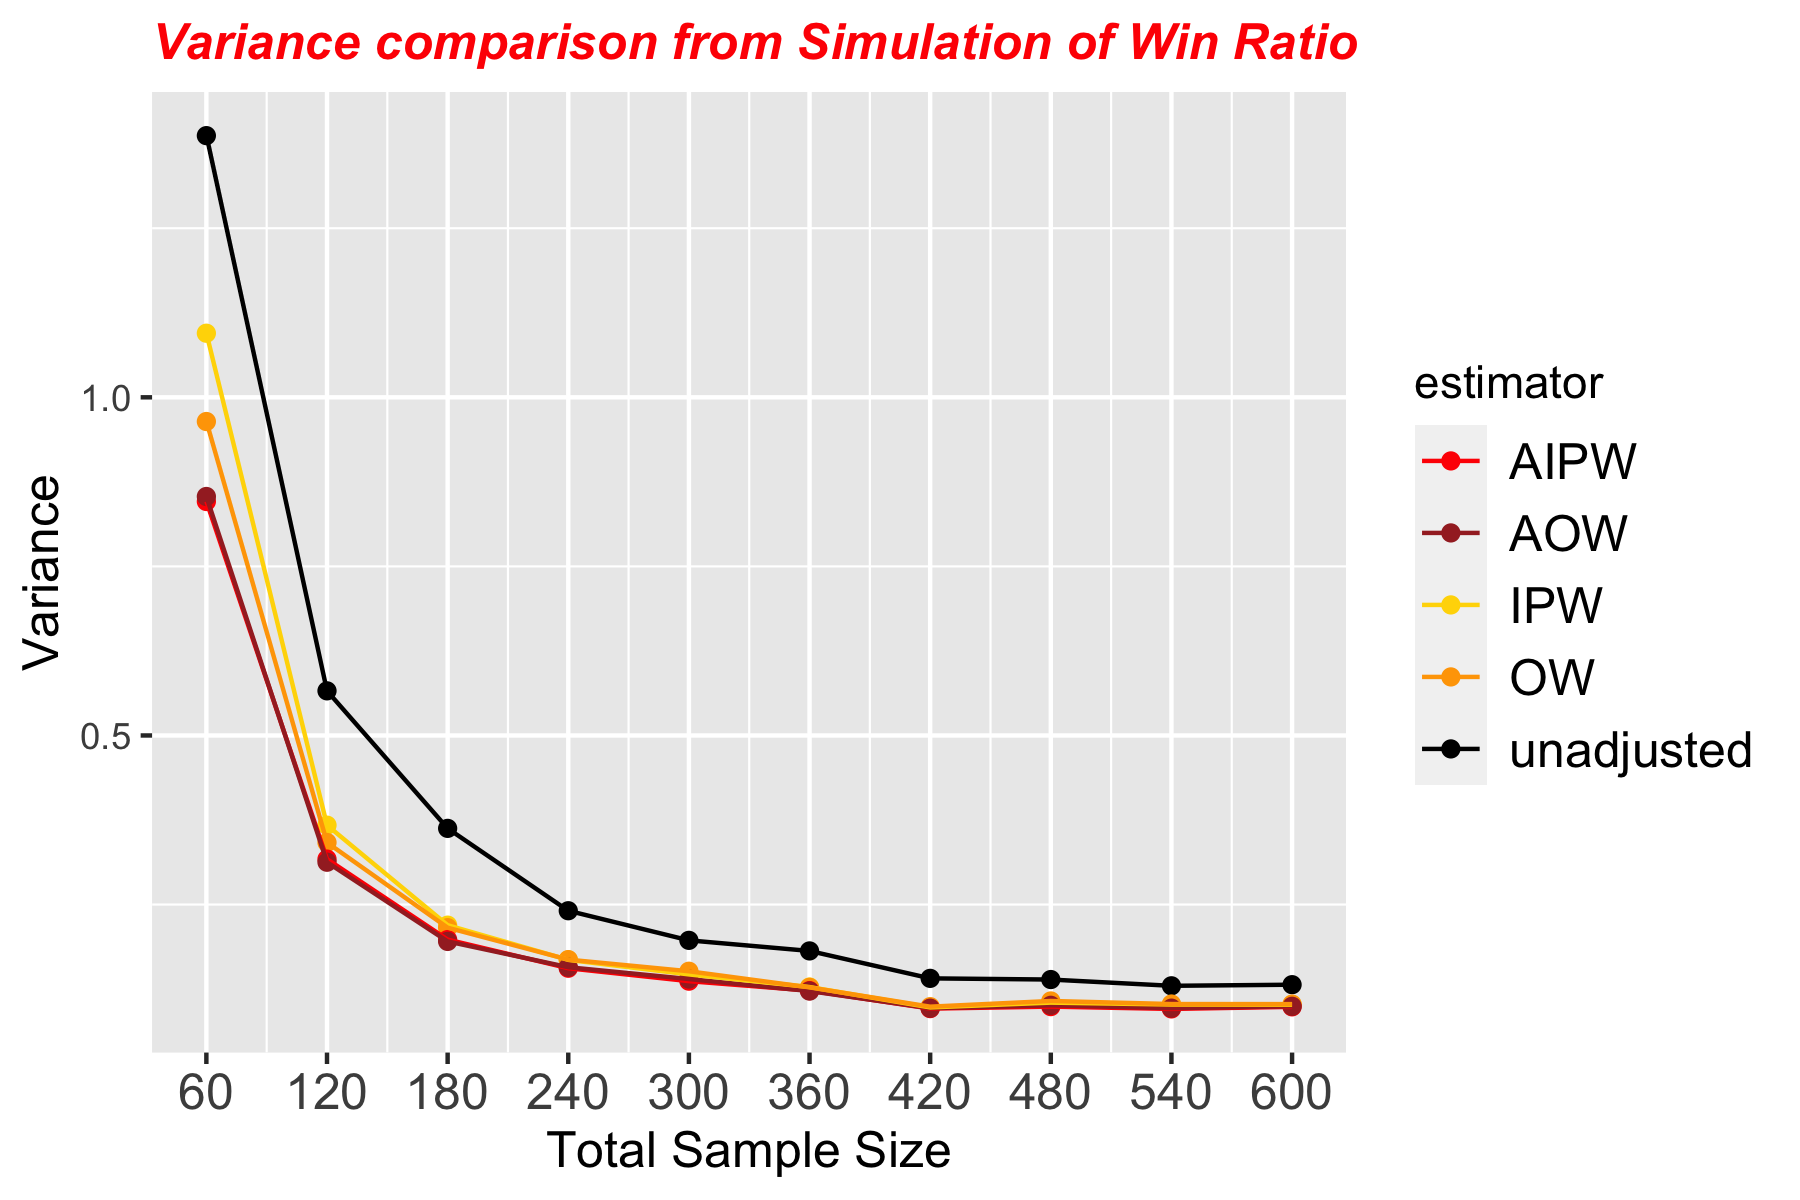 Variance comparison from Simulation of Win Ratio
Variance
1.0
0.5
60 120 180 240 300 360 420 480 540 600
Total Sample Size
estimator
AIPW
AOW
IPW
OW
unadjusted